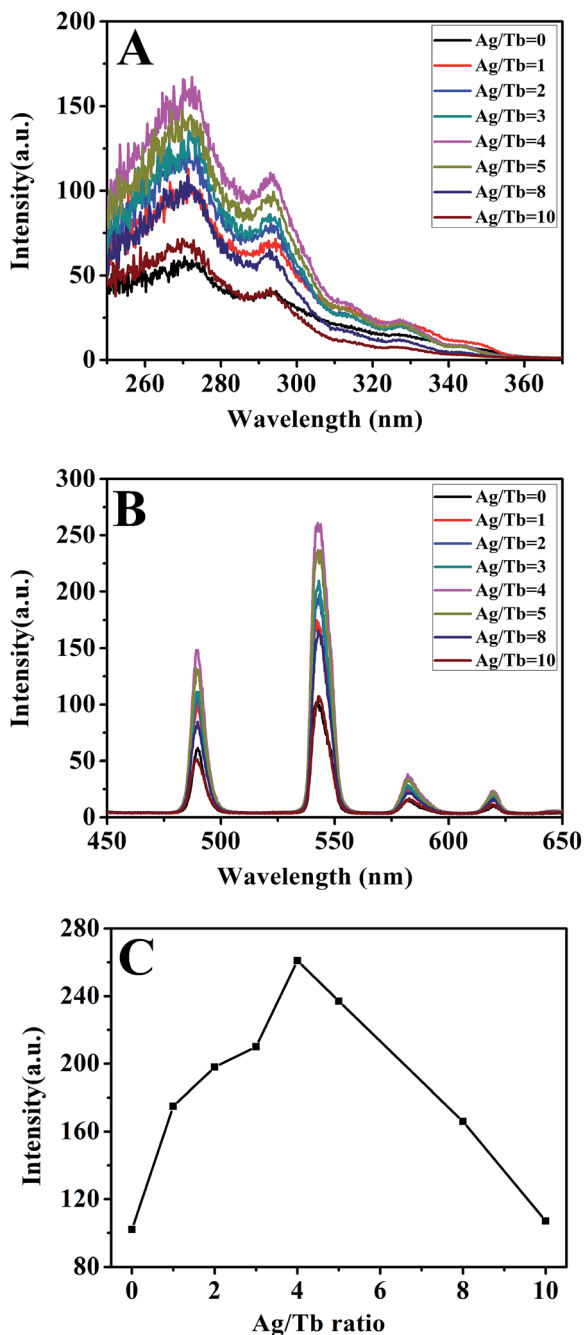 A
Ag/Tb=0
Ag/Tb=1
Ag/Tb=2
Ag/Tb=3
Ag/Tb=4
Ag/Tb=5
Ag/Tb=8
Ag/Tb=10
Intensity(a.u.)
200
150
100
50
0
260 280 300 320 340 360
Wavelength (nm)
B
Ag/Tb=0
Ag/Tb=1
Ag/Tb=2
Ag/Tb=3
Ag/Tb=4
Ag/Tb=5
Ag/Tb=8
Ag/Tb=10
Intensity(a.u.)
300
250
200
150
100
50
0
450 500 550 600 650
Wavelength (nm)
C
Intensity(a.u.)
280
240
200
160
120
80
0 2 4 6 8 10
Ag/Tb ratio